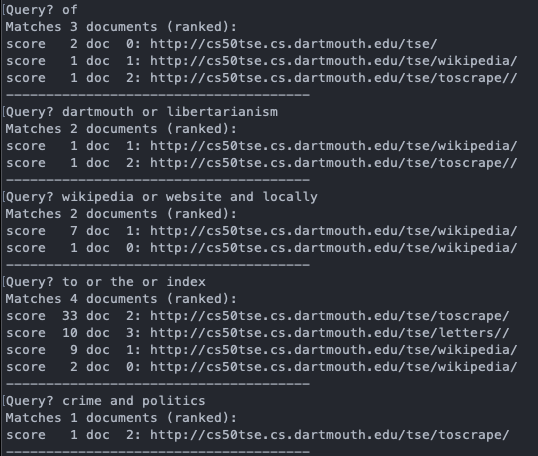 [Query? of
Matches 3 documents (ranked):
score   2 doc  0: http://cs50tse.cs.dartmouth.edu/tse/
score   1 doc  1: http://cs50tse.cs.dartmouth.edu/tse/wikipedia/
score   1 doc  2: http://cs50tse.cs.dartmouth.edu/tse/toscrape//
--------------------------------------
[Query? dartmouth or libertarianism
Matches 2 documents (ranked):
score   1 doc  1: http://cs50tse.cs.dartmouth.edu/tse/wikipedia/
score   1 doc  2: http://cs50tse.cs.dartmouth.edu/tse/toscrape//
--------------------------------------
[Query? wikipedia or website and locally
Matches 2 documents (ranked):
score   7 doc  1: http://cs50tse.cs.dartmouth.edu/tse/wikipedia/
score   1 doc  0: http://cs50tse.cs.dartmouth.edu/tse/wikipedia/
--------------------------------------
[Query? to or the or index
Matches 4 documents (ranked):
score  33 doc  2: http://cs50tse.cs.dartmouth.edu/tse/toscrape/
score  10 doc  3: http://cs50tse.cs.dartmouth.edu/tse/letters//
score   9 doc  1: http://cs50tse.cs.dartmouth.edu/tse/wikipedia/
score   2 doc  0: http://cs50tse.cs.dartmouth.edu/tse/wikipedia/
--------------------------------------
[Query? crime and politics
Matches 1 documents (ranked):
score   1 doc  2: http://cs50tse.cs.dartmouth.edu/tse/toscrape/
--------------------------------------